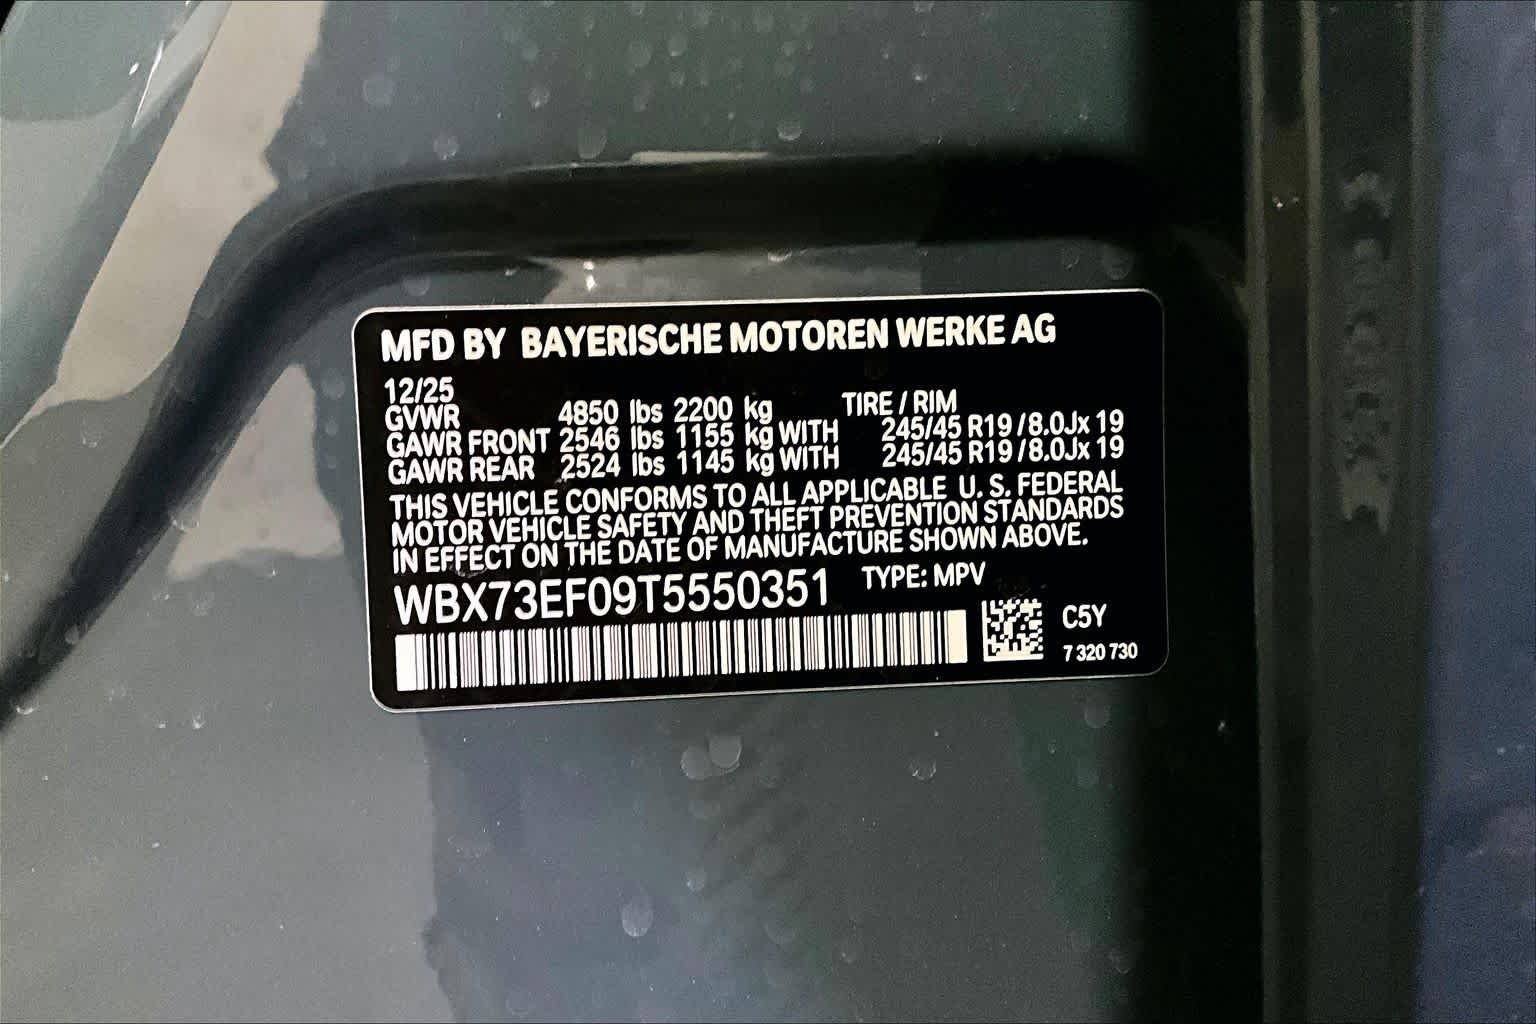 MFD BY BAYERISCHE MOTOREN WERKE AG
12/25
GVWR 4850 lbs 2200 kg TIRE / RIM
GAWR FRONT 2546 lbs 1155 kg WITH 245/45 R19 / 8.0Jx 19
GAWR REAR 2524 lbs 1145 kg WITH 245/45 R19 / 8.0Jx 19
THIS VEHICLE CONFORMS TO ALL APPLICABLE U. S. FEDERAL
MOTOR VEHICLE SAFETY AND THEFT PREVENTION STANDARDS
IN EFFECT ON THE DATE OF MANUFACTURE SHOWN ABOVE.
WBX73EF09T5550351 TYPE: MPV
C5Y
7 320 730